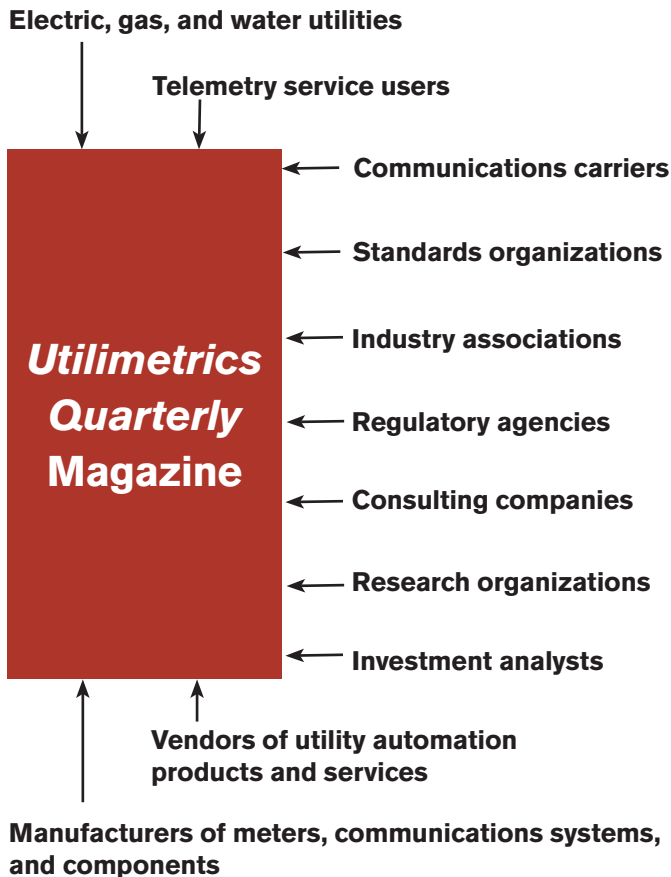 Electric, gas, and water utilities
Telemetry service users
Communications carriers
Standards organizations
Industry associations
Utilimetrics
Quarterly
Magazine
Regulatory agencies
Consulting companies
Research organizations
Investment analysts
Vendors of utility automation
products and services
Manufacturers of meters, communications systems,
and components